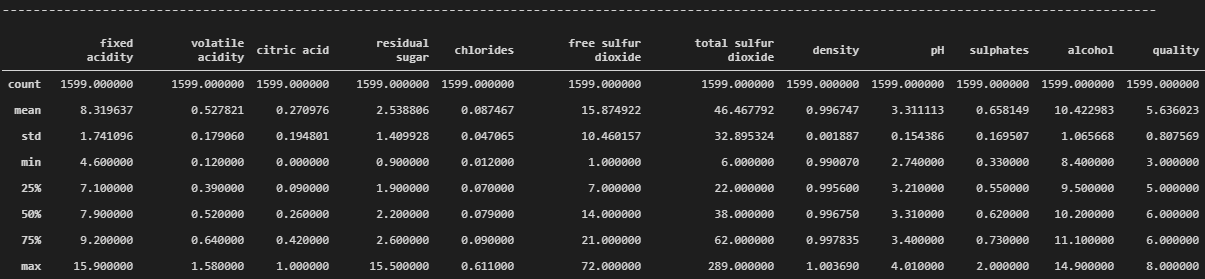 fixed acidity volatile acidity citric acid residual sugar chlorides free sulfur dioxide total sulfur dioxide density pH sulphates alcohol quality
count 1599.000000 1599.000000 1599.000000 1599.000000 1599.000000 1599.000000 1599.000000 1599.000000 1599.000000 1599.000000 1599.000000 1599.000000
mean 8.319637 0.527821 0.270976 2.538806 0.087467 15.874922 46.467792 0.996747 3.311113 0.658149 10.422983 5.636023
std 1.741096 0.179060 0.194801 1.409928 0.047065 10.460157 32.895324 0.001887 0.154386 0.169507 1.065668 0.807569
min 4.600000 0.120000 0.000000 0.900000 0.012000 1.000000 6.000000 0.990070 2.740000 0.330000 8.400000 3.000000
25% 7.100000 0.390000 0.090000 1.900000 0.070000 7.000000 22.000000 0.995600 3.210000 0.550000 9.500000 5.000000
50% 7.900000 0.520000 0.260000 2.200000 0.079000 14.000000 38.000000 0.996750 3.310000 0.620000 10.200000 6.000000
75% 9.200000 0.640000 0.420000 2.600000 0.090000 21.000000 62.000000 0.997835 3.400000 0.730000 11.100000 6.000000
max 15.900000 1.580000 1.000000 15.500000 0.611000 72.000000 289.000000 1.003690 4.010000 2.000000 14.900000 8.000000